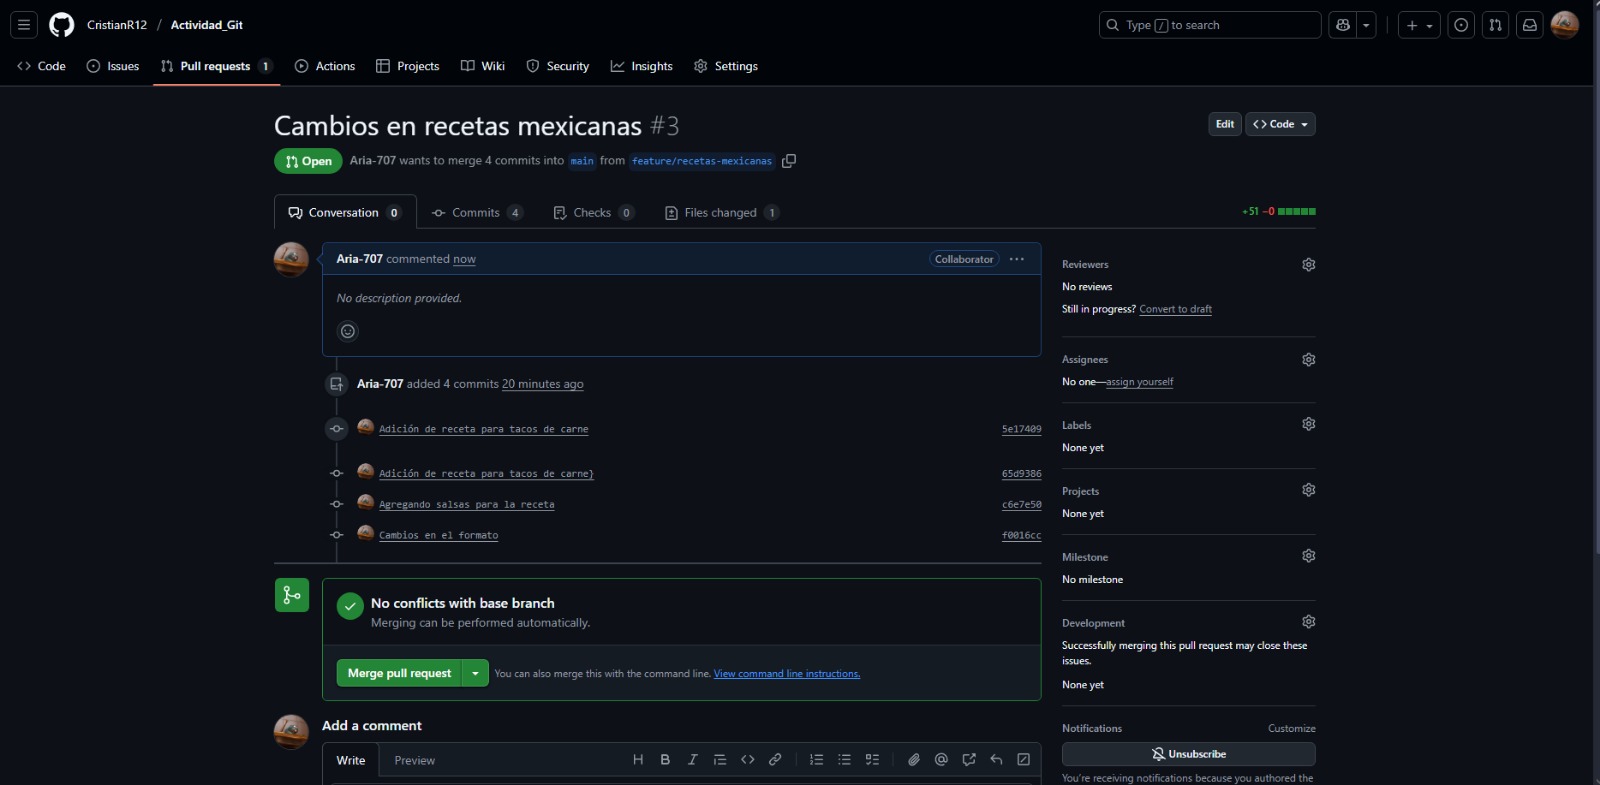 CristianR12 / Actividad_Git
Type / to search
Code Issues Pull requests 1 Actions Projects Wiki Security Insights Settings
Cambios en recetas mexicanas #3
Edit Code
Open Aria-707 wants to merge 4 commits into main from feature/recetas-mexicanas
Conversation 0 Commits 4 Checks 0 Files changed 1
+51 −0
Aria-707 commented now
Collaborator
No description provided.
Aria-707 added 4 commits 20 minutes ago
Adición de receta para tacos de carne 5e17409
Adición de receta para tacos de carne} 65d9386
Agregando salsas para la receta c6e7e50
Cambios en el formato f0016cc
No conflicts with base branch
Merging can be performed automatically.
Merge pull request You can also merge this with the command line. View command line instructions.
Add a comment
Write Preview
Reviewers
No reviews
Still in progress? Convert to draft
Assignees
No one—assign yourself
Labels
None yet
Projects
None yet
Milestone
No milestone
Development
Successfully merging this pull request may close these
issues.
None yet
Notifications Customize
Unsubscribe
You're receiving notifications because you authored the